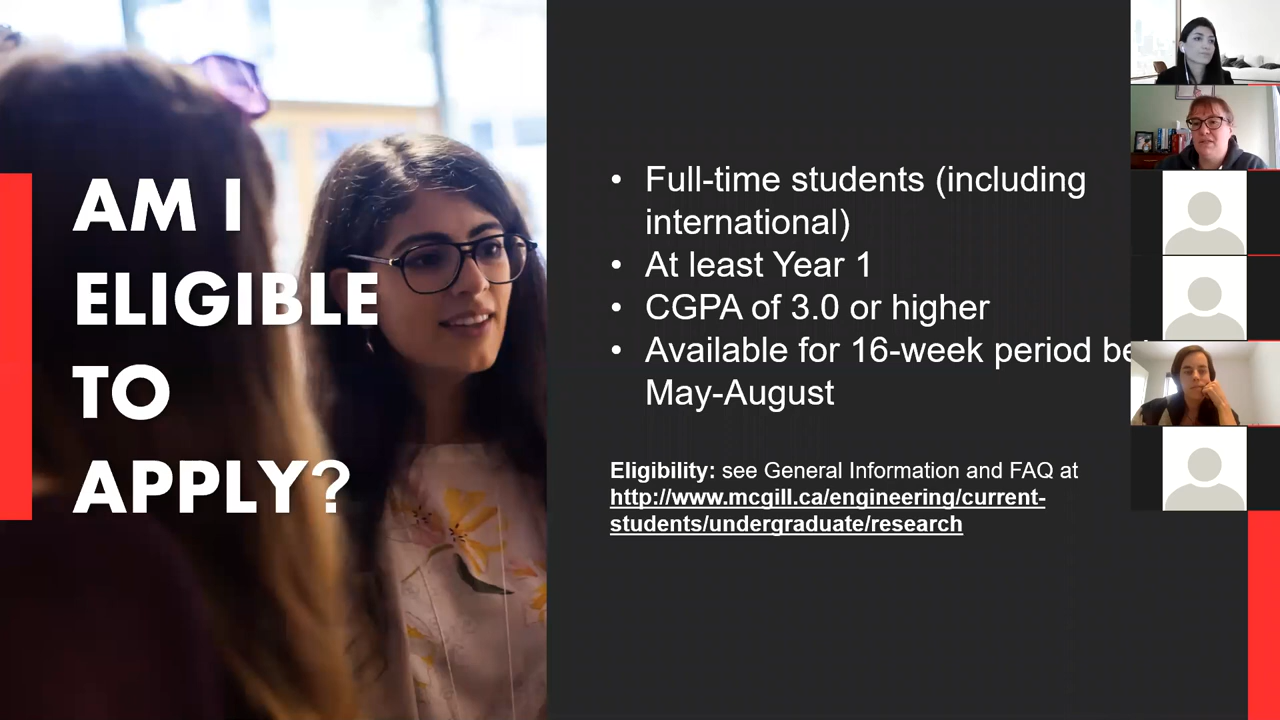 AM I
ELIGIBLE
TO
APPLY?
• Full-time students (including
international)
• At least Year 1
• CGPA of 3.0 or higher
• Available for 16-week period
May-August
Eligibility: see General Information and FAQ at
http://www.mcgill.ca/engineering/current-
students/undergraduate/research